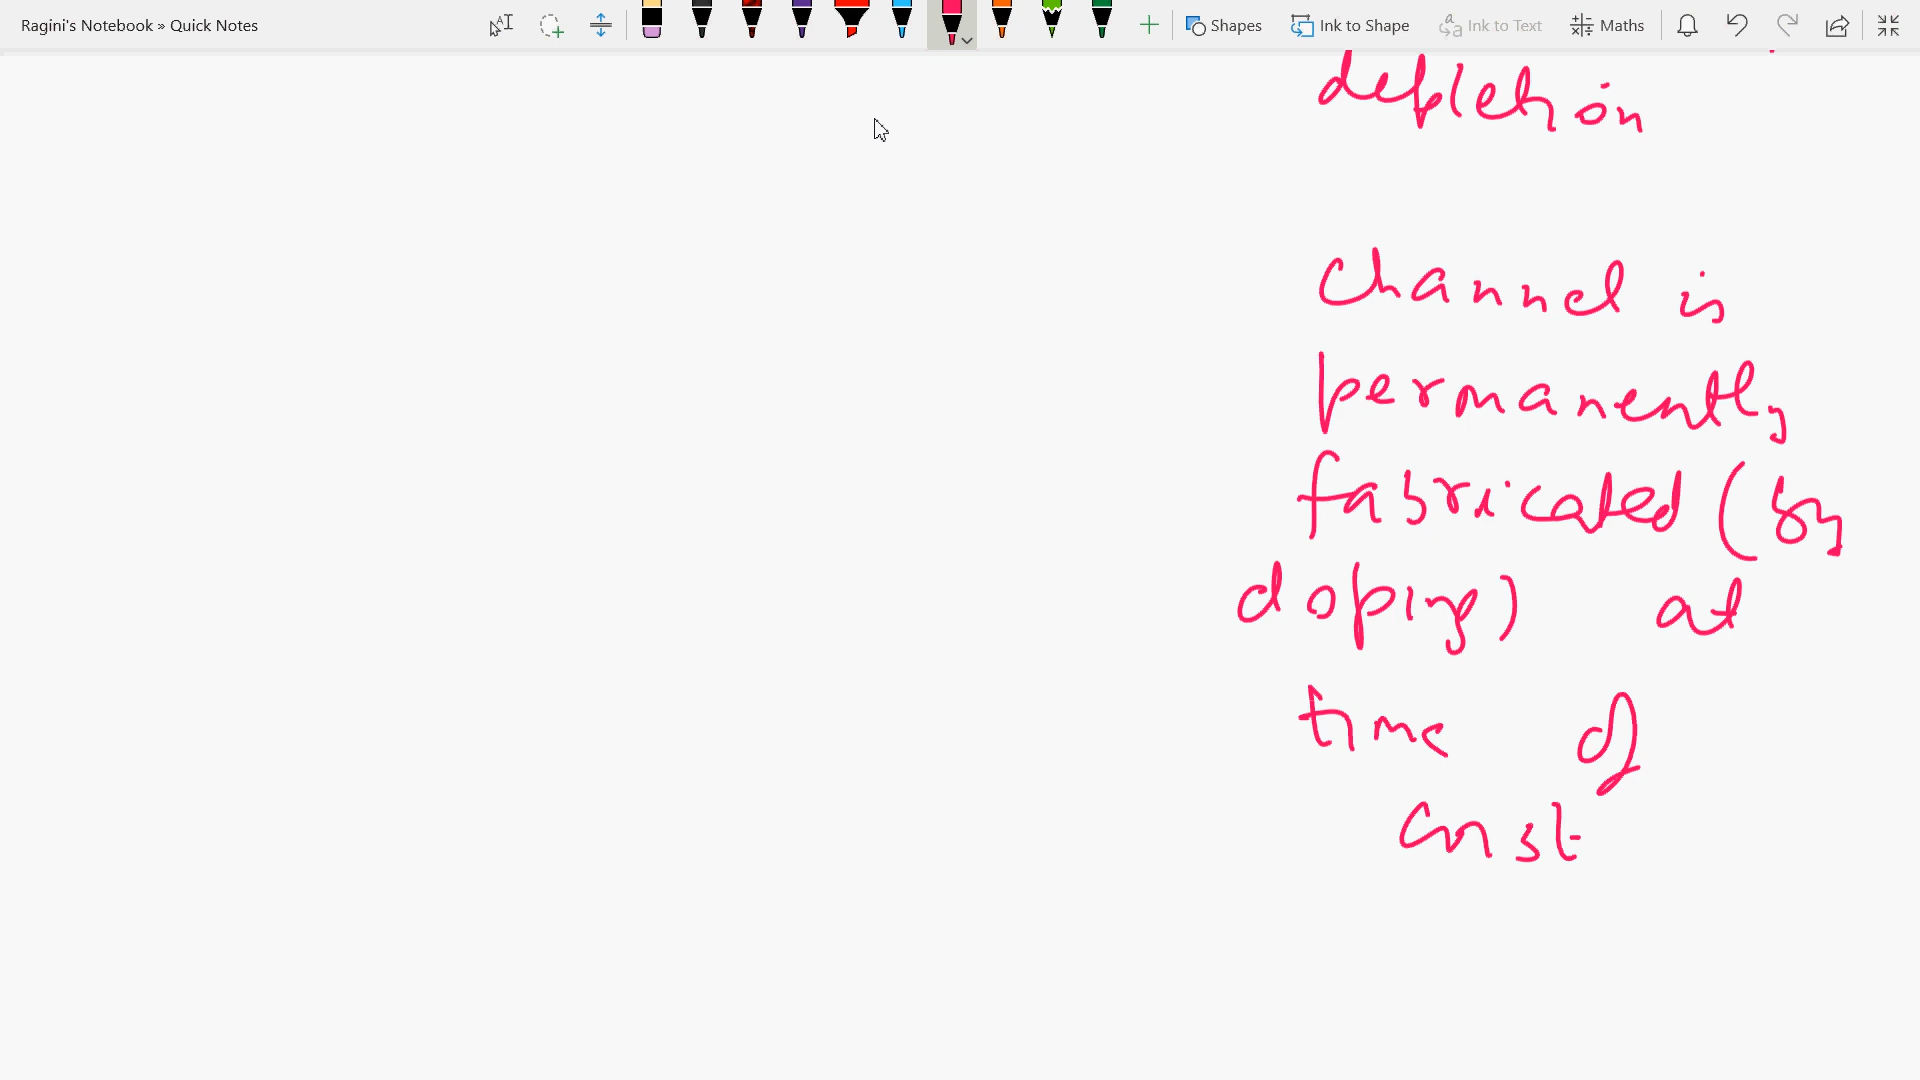 Ragini's Notebook » Quick Notes
Shapes
Ink to Shape
Ink to Text
Maths
depletion
channel is
permanently
fabricated (by
doping) at
time of
const